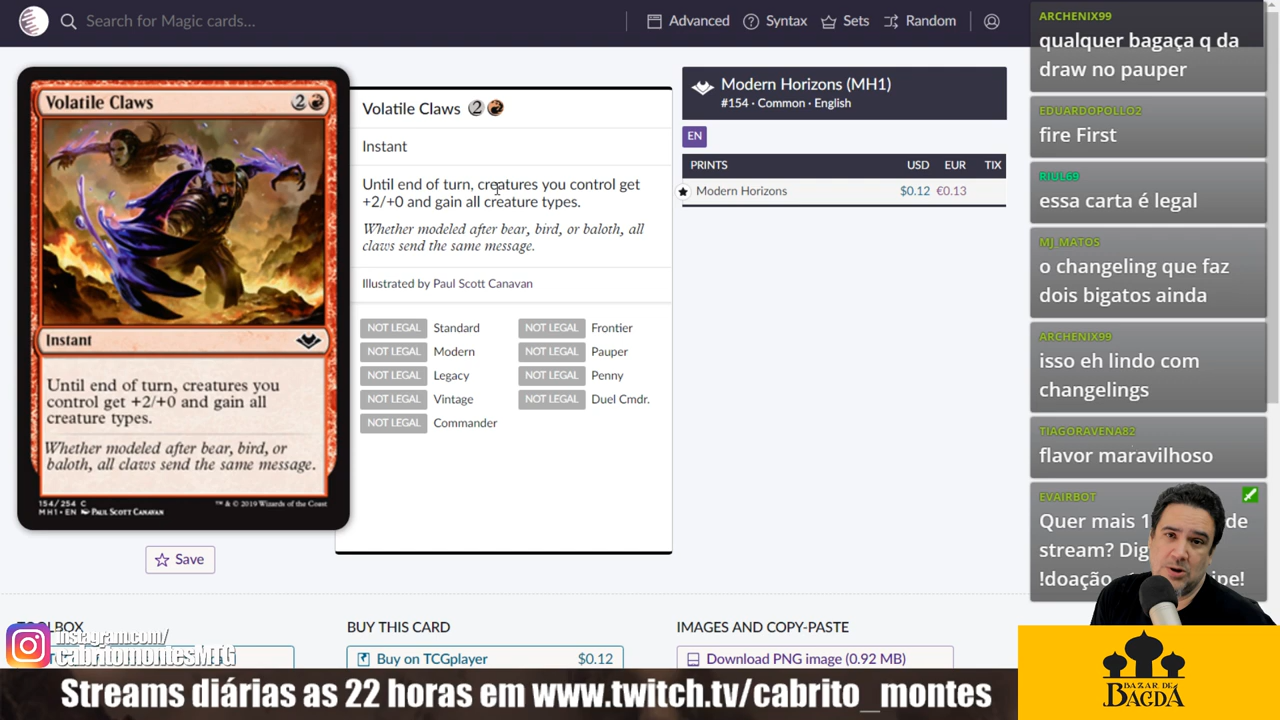 Search for Magic cards...
Advanced
Syntax
Sets
Random
Volatile Claws 2
Instant
Until end of turn, creatures you
control get +2/+0 and gain all
creature types.
Whether modeled after bear, bird, or
baloth, all claws send the same message.
154/254 C
MH1 • EN PAUL SCOTT CANAVAN
™ & © 2019 Wizards of the Coast
Save
Volatile Claws 2
Instant
Until end of turn, creatures you control get
+2/+0 and gain all creature types.
Whether modeled after bear, bird, or baloth, all
claws send the same message.
Illustrated by Paul Scott Canavan
NOT LEGAL Standard
NOT LEGAL Frontier
NOT LEGAL Modern
NOT LEGAL Pauper
NOT LEGAL Legacy
NOT LEGAL Penny
NOT LEGAL Vintage
NOT LEGAL Duel Cmdr.
NOT LEGAL Commander
Modern Horizons (MH1)
#154 · Common · English
EN
PRINTS USD EUR TIX
Modern Horizons $0.12 €0.13
ARCHENIX99
qualquer bagaça q da
draw no pauper
EDUARDOPOLLO2
fire First
RIUL69
essa carta é legal
MJ_MATOS
o changeling que faz
dois bigatos ainda
ARCHENIX99
isso eh lindo com
changelings
TIAGORAVENA82
flavor maravilhoso
EVAIRBOT
Quer mais 1 de
stream? Dig
!doação ipe!
TOOLBOX
BUY THIS CARD
IMAGES AND COPY-PASTE
Buy on TCGplayer $0.12
Download PNG image (0.92 MB)
instagram.com/
cabritomontesMTG
Streams diárias as 22 horas em www.twitch.tv/cabrito_montes
BAZAR DE
BAGDÁ